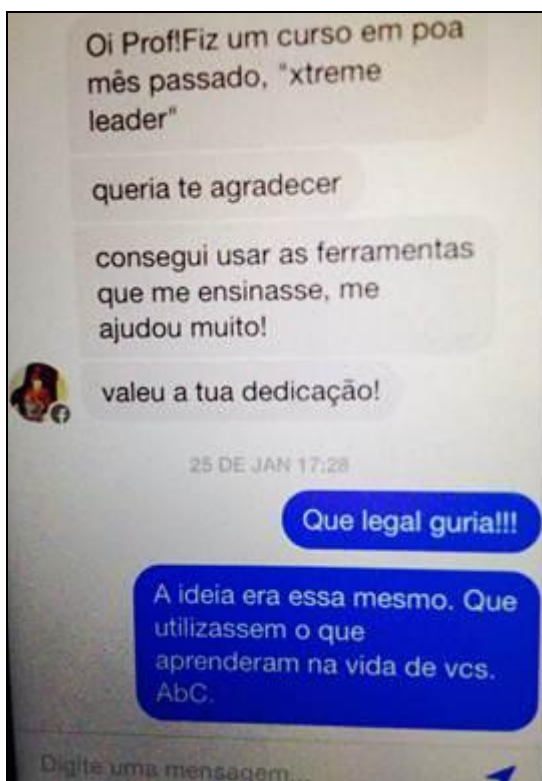 Oi Prof!Fiz um curso em poa
mês passado, "xtreme
leader"
queria te agradecer
consegui usar as ferramentas
que me ensinasse, me
ajudou muito!
valeu a tua dedicação!
25 DE JAN 17:28
Que legal guria!!!
A ideia era essa mesmo. Que
utilizassem o que
aprenderam na vida de vcs.
AbC.
Digite uma mensagem...